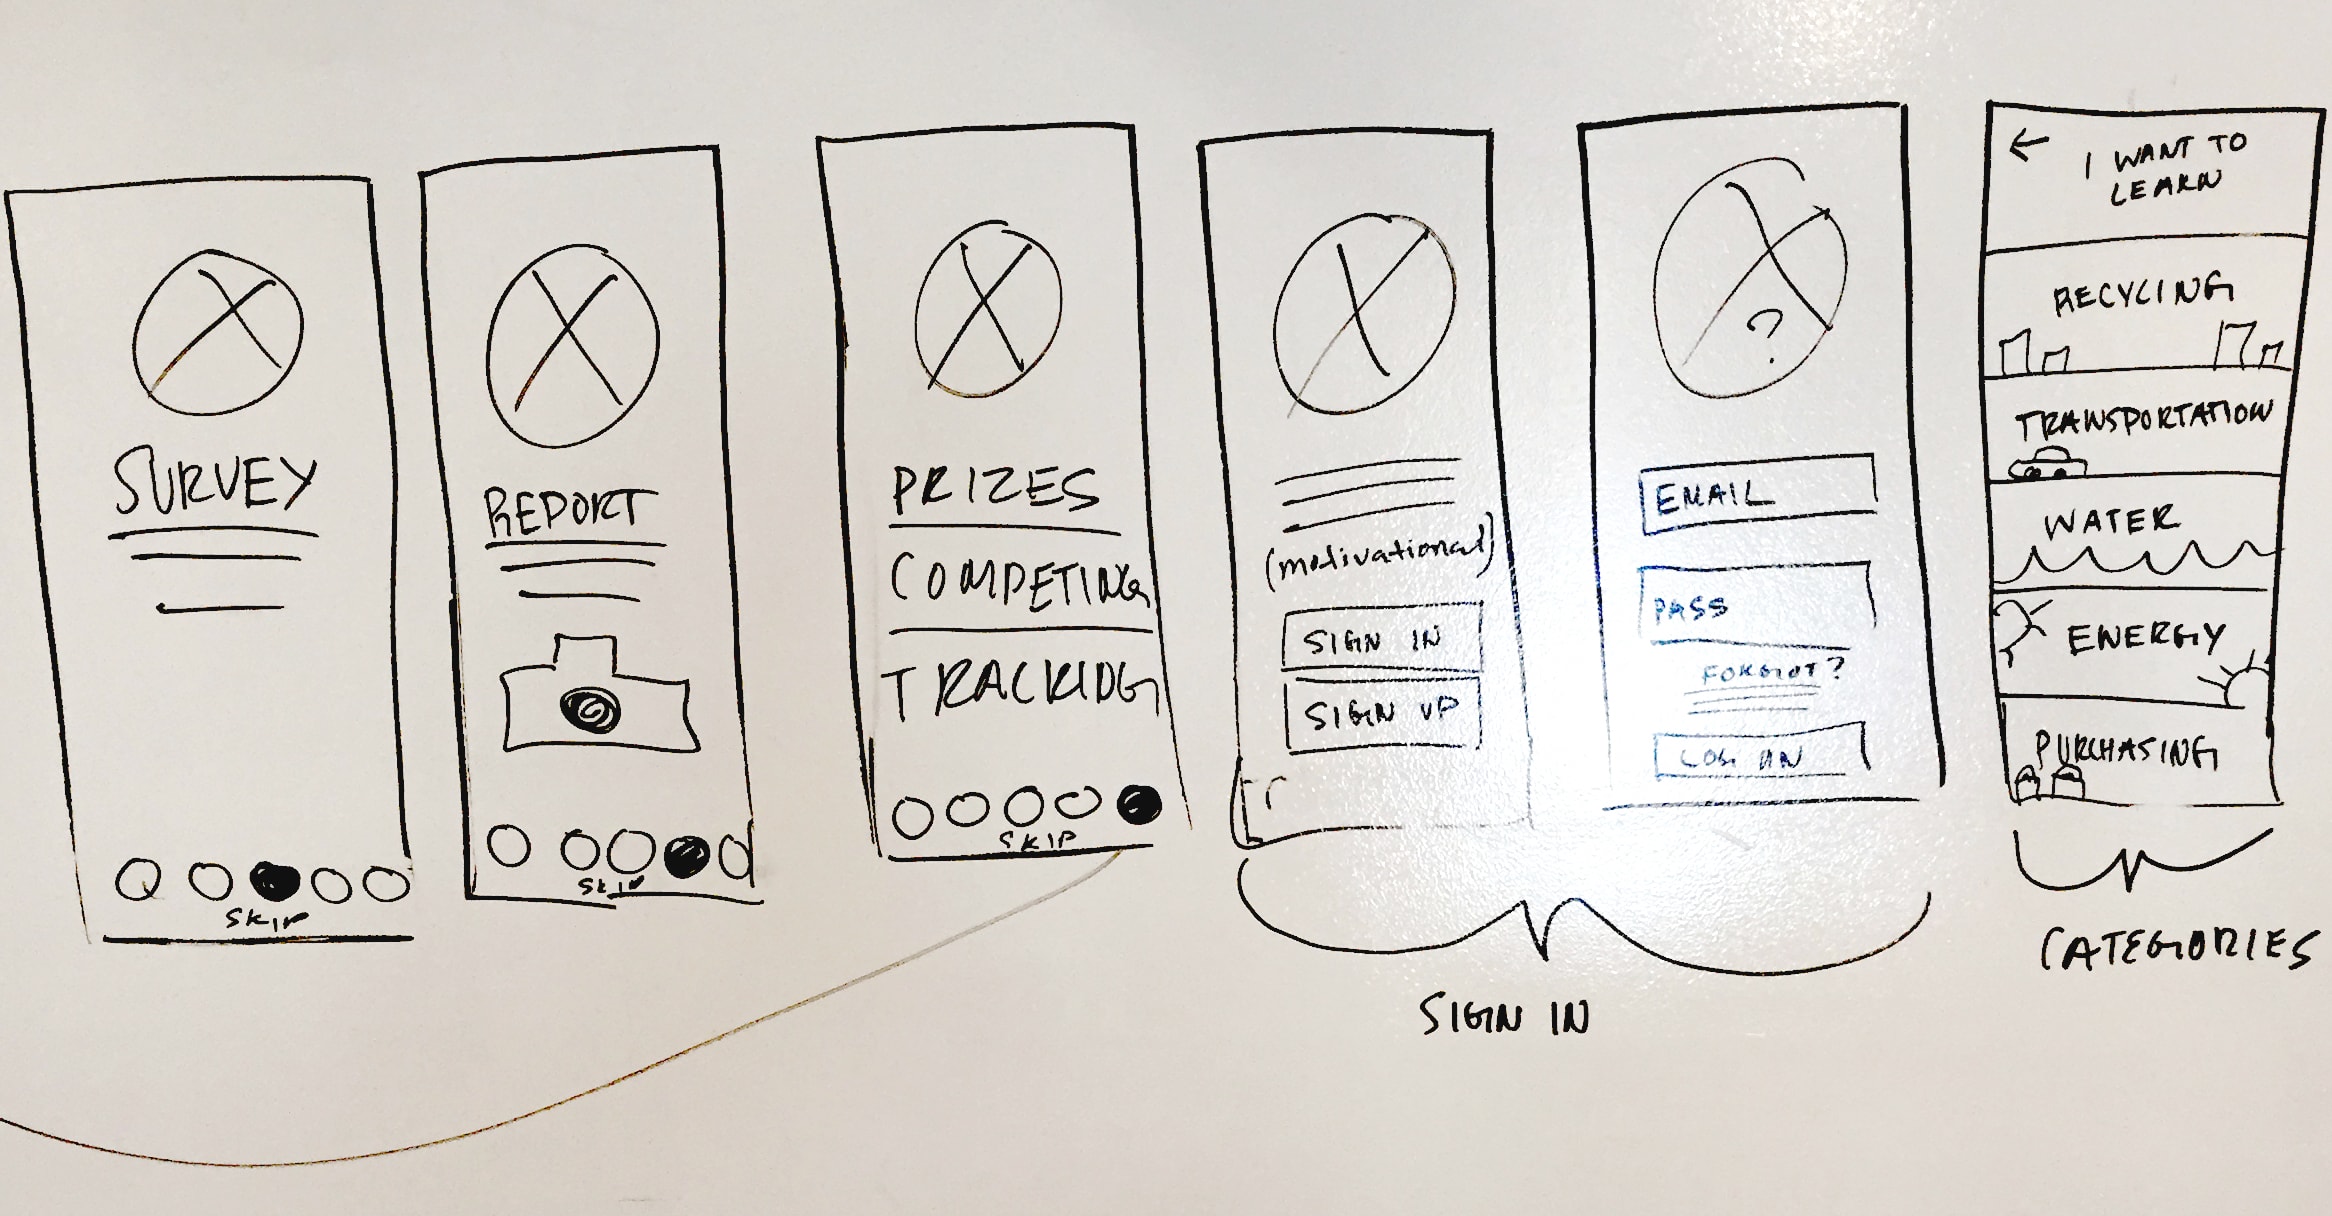 SURVEY
SKIP
REPORT
SKIP
PRIZES
COMPETING
TRACKING
SKIP
(motivational)
SIGN IN
SIGN UP
?
EMAIL
PASS
FORGOT?
LOG IN
SIGN IN
← I WANT TO
LEARN
RECYCLING
TRANSPORTATION
WATER
ENERGY
PURCHASING
CATEGORIES